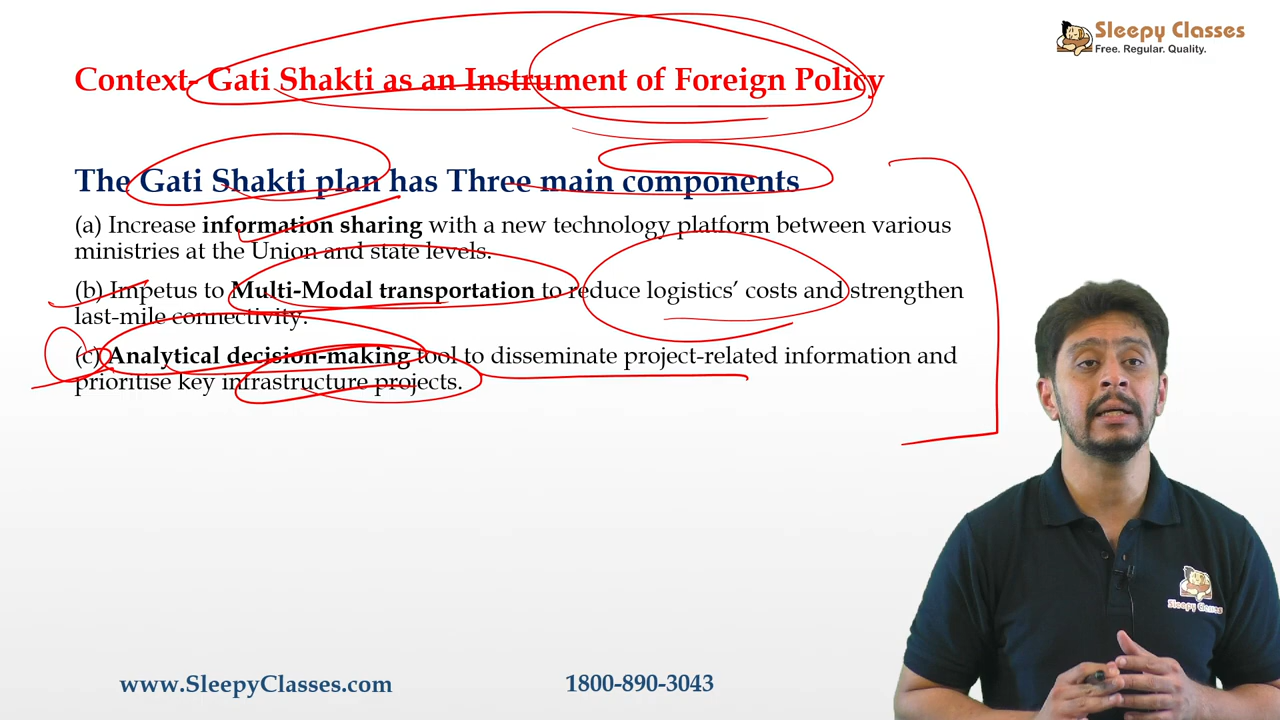 Sleepy Classes
Free. Regular. Quality.
Context- Gati Shakti as an Instrument of Foreign Policy
The Gati Shakti plan has Three main components
(a) Increase information sharing with a new technology platform between various
ministries at the Union and state levels.
(b) Impetus to Multi-Modal transportation to reduce logistics’ costs and strengthen
last-mile connectivity.
(c) Analytical decision-making tool to disseminate project-related information and
prioritise key infrastructure projects.
Sleepy Classes
www.SleepyClasses.com
1800-890-3043